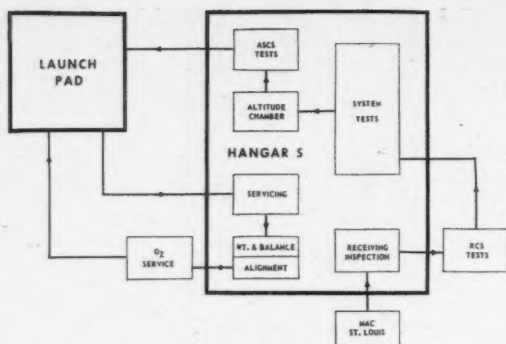 LAUNCH
PAD
ASCS
TESTS
ALTITUDE
CHAMBER
SYSTEM
TESTS
HANGAR S
SERVICING
WT. & BALANCE
ALIGNMENT
O2
SERVICE
RECEIVING
INSPECTION
RCS
TESTS
MAC
ST. LOUIS